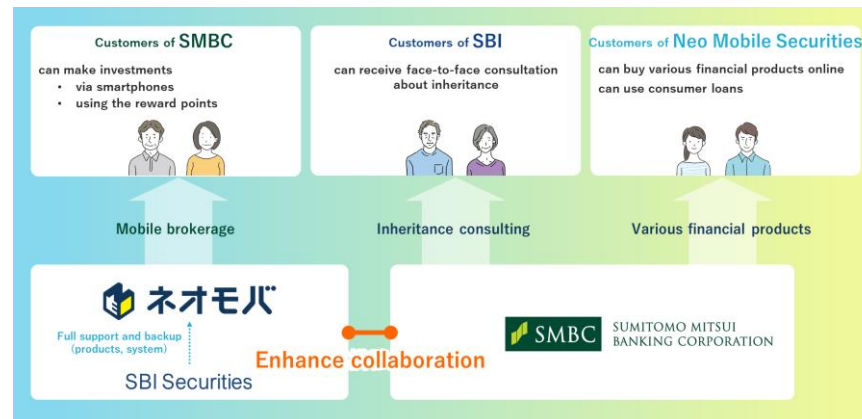 Customers of SMBC
can make investments
• via smartphones
• using the reward points
Customers of SBI
can receive face-to-face consultation
about inheritance
Customers of Neo Mobile Securities
can buy various financial products online
can use consumer loans
Mobile brokerage
Inheritance consulting
Various financial products
ネオモバ
Full support and backup
(products, system)
SBI Securities
Enhance collaboration
SMBC
SUMITOMO MITSUI
BANKING CORPORATION